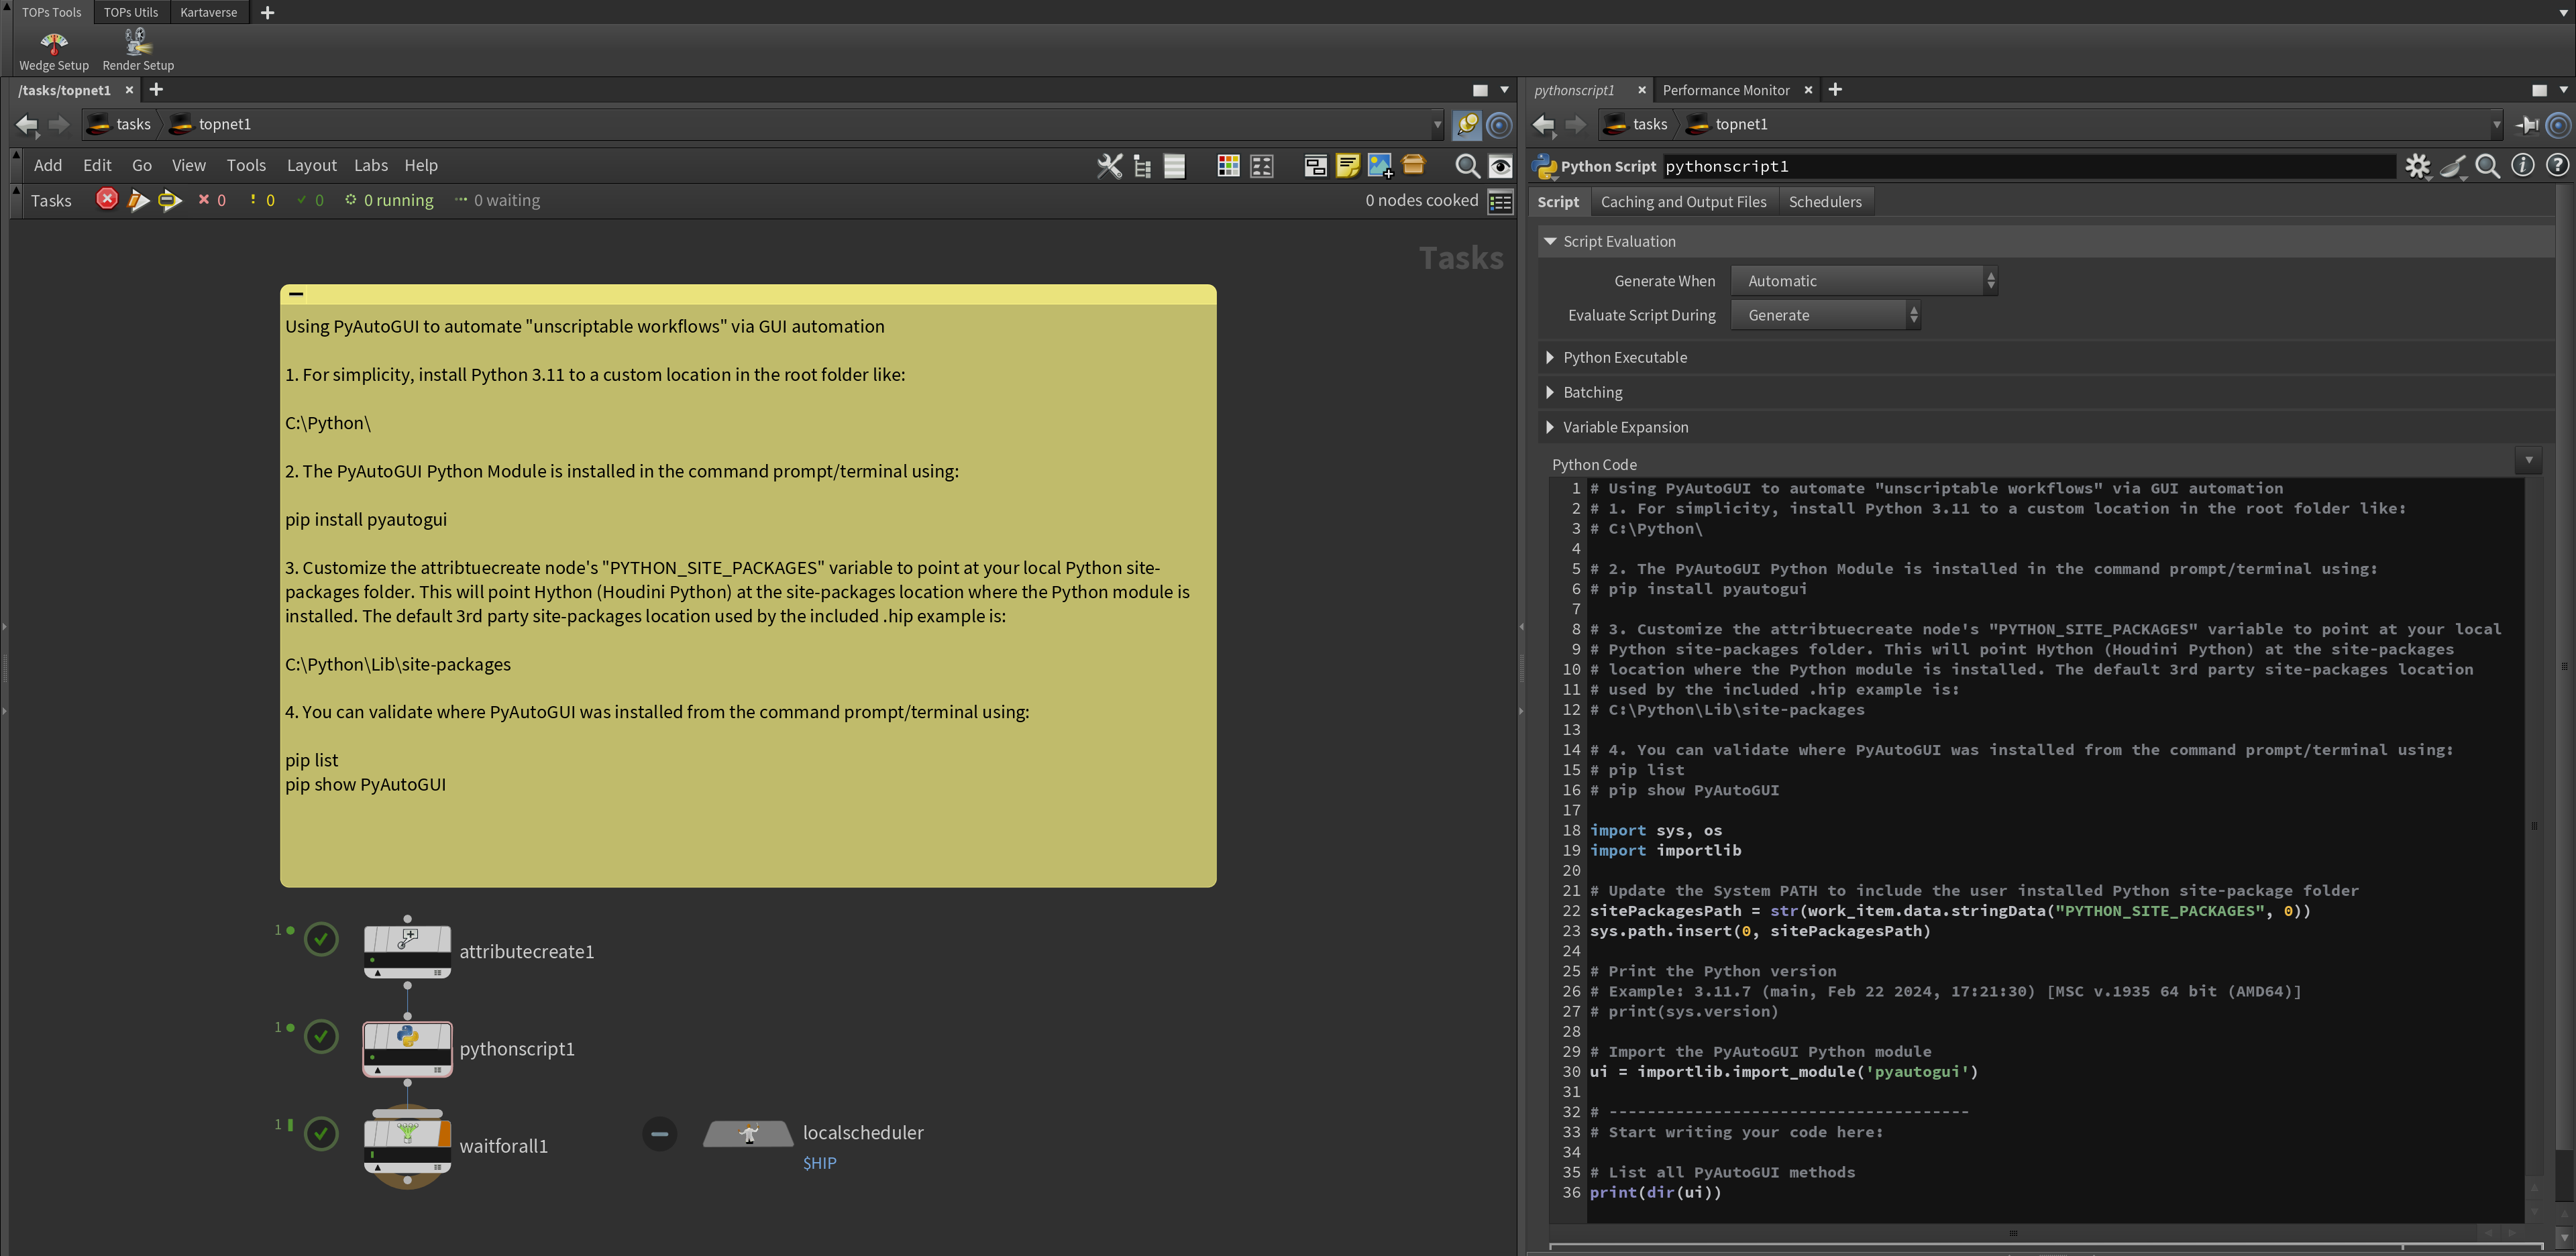 TOPs Tools TOPs Utils Kartaverse
Wedge Setup Render Setup
/tasks/topnet1
tasks topnet1
Add Edit Go View Tools Layout Labs Help
Tasks 0 0 0 0 running 0 waiting 0 nodes cooked
Tasks
Using PyAutoGUI to automate "unscriptable workflows" via GUI automation
1. For simplicity, install Python 3.11 to a custom location in the root folder like:
C:\Python\
2. The PyAutoGUI Python Module is installed in the command prompt/terminal using:
pip install pyautogui
3. Customize the attribtuecreate node's "PYTHON_SITE_PACKAGES" variable to point at your local Python site-
packages folder. This will point Hython (Houdini Python) at the site-packages location where the Python module is
installed. The default 3rd party site-packages location used by the included .hip example is:
C:\Python\Lib\site-packages
4. You can validate where PyAutoGUI was installed from the command prompt/terminal using:
pip list
pip show PyAutoGUI
1 attributecreate1
1 pythonscript1
1 waitforall1
localscheduler
$HIP
pythonscript1 Performance Monitor
tasks topnet1
Python Script pythonscript1
Script Caching and Output Files Schedulers
Script Evaluation
Generate When Automatic
Evaluate Script During Generate
Python Executable
Batching
Variable Expansion
Python Code
1 # Using PyAutoGUI to automate "unscriptable workflows" via GUI automation
2 # 1. For simplicity, install Python 3.11 to a custom location in the root folder like:
3 # C:\Python\
4
5 # 2. The PyAutoGUI Python Module is installed in the command prompt/terminal using:
6 # pip install pyautogui
7
8 # 3. Customize the attribtuecreate node's "PYTHON_SITE_PACKAGES" variable to point at your local
9 # Python site-packages folder. This will point Hython (Houdini Python) at the site-packages
10 # location where the Python module is installed. The default 3rd party site-packages location
11 # used by the included .hip example is:
12 # C:\Python\Lib\site-packages
13
14 # 4. You can validate where PyAutoGUI was installed from the command prompt/terminal using:
15 # pip list
16 # pip show PyAutoGUI
17
18 import sys, os
19 import importlib
20
21 # Update the System PATH to include the user installed Python site-package folder
22 sitePackagesPath = str(work_item.data.stringData("PYTHON_SITE_PACKAGES", 0))
23 sys.path.insert(0, sitePackagesPath)
24
25 # Print the Python version
26 # Example: 3.11.7 (main, Feb 22 2024, 17:21:30) [MSC v.1935 64 bit (AMD64)]
27 # print(sys.version)
28
29 # Import the PyAutoGUI Python module
30 ui = importlib.import_module('pyautogui')
31
32 # --------------------------------------
33 # Start writing your code here:
34
35 # List all PyAutoGUI methods
36 print(dir(ui))